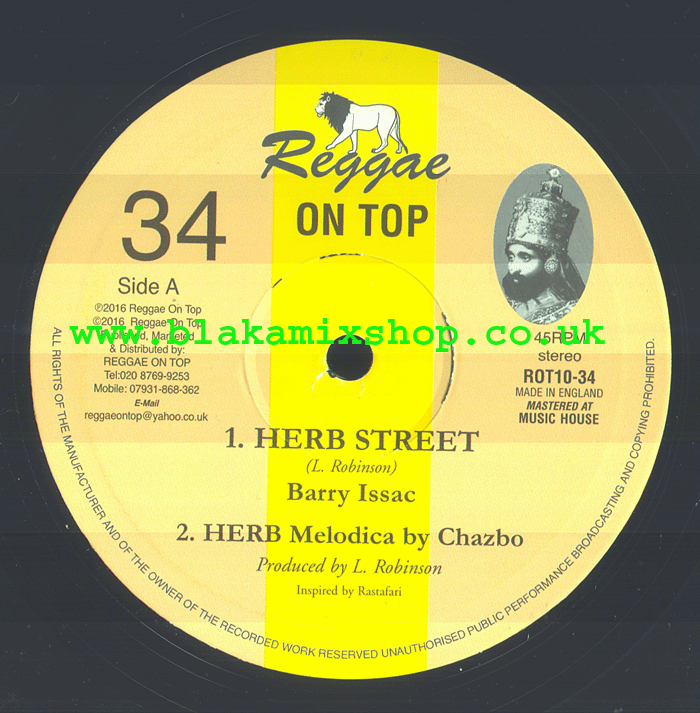 Reggae
ON TOP
34
Side A
℗2016 Reggae On Top
©2016 Reggae On Top
Published, Marketed
& Distributed by:
REGGAE ON TOP
Tel:020 8769-9253
Mobile: 07931-868-362
E-Mail
reggaeontop@yahoo.co.uk
www.blakamixshop.co.uk
45RPM
stereo
ROT10-34
MADE IN ENGLAND
MASTERED AT
MUSIC HOUSE
1. HERB STREET
(L. Robinson)
Barry Issac
2. HERB Melodica by Chazbo
Produced by L. Robinson
Inspired by Rastafari
ALL RIGHTS OF THE MANUFACTURER AND OF THE OWNER OF THE RECORDED WORK RESERVED UNAUTHORISED PUBLIC PERFORMANCE BROADCASTING AND COPYING PROHIBITED.